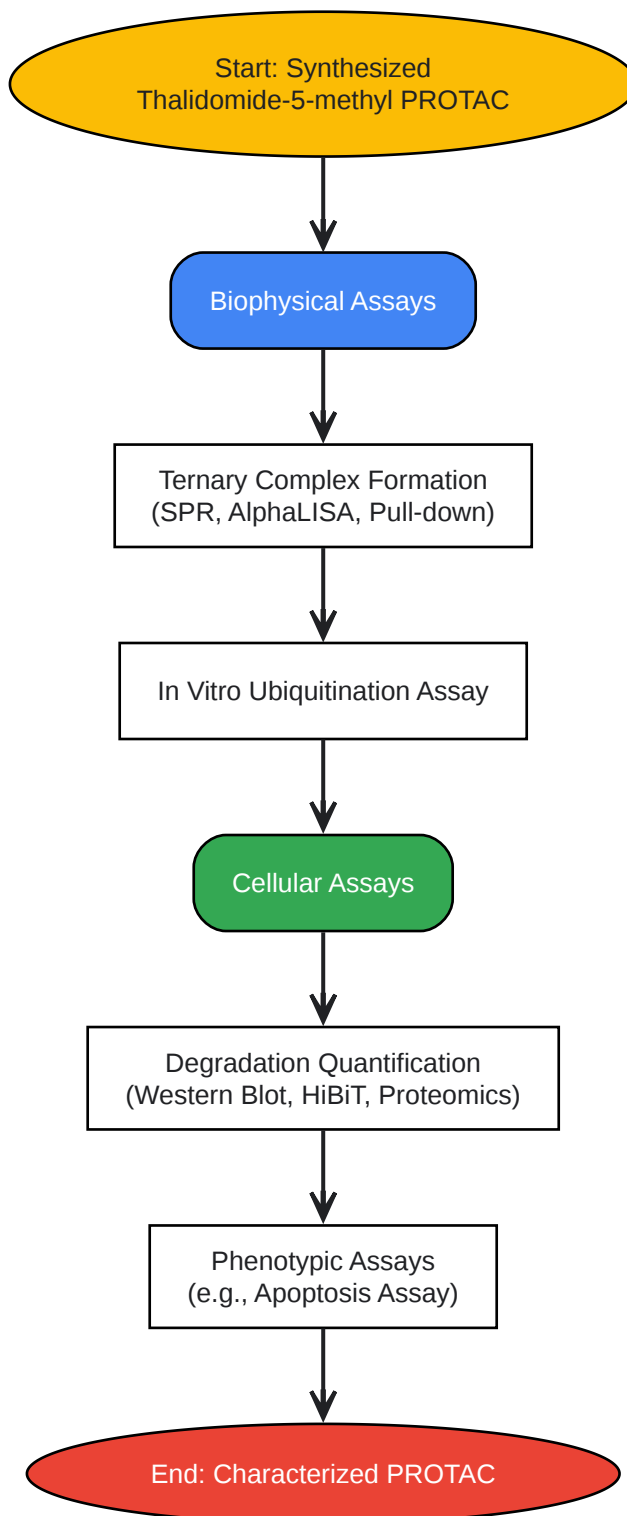 Start: Synthesized
Thalidomide-5-methyl PROTAC
Biophysical Assays
Ternary Complex Formation
(SPR, AlphaLISA, Pull-down)
In Vitro Ubiquitination Assay
Cellular Assays
Degradation Quantification
(Western Blot, HiBiT, Proteomics)
Phenotypic Assays
(e.g., Apoptosis Assay)
End: Characterized PROTAC